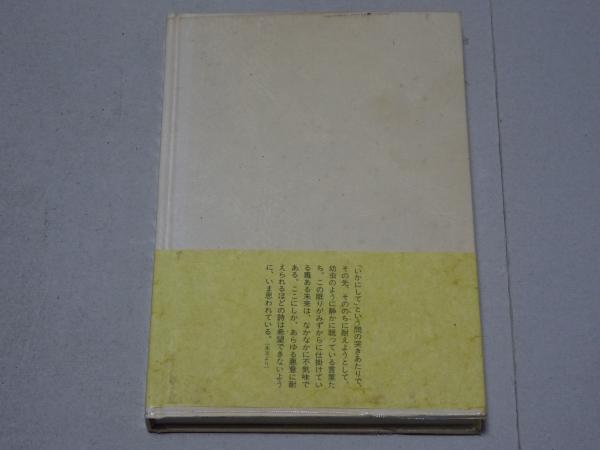 「いかにして」という問の突きあたりで、
その先、そののちに耐えようとして、
幼虫のように静かに眠っている言葉た
ち。この眠りがみずからに仕掛けてい
る毒ある未来は、なかなかに不気味で
ある。ここにしか、あらゆる悪意に耐
えられるほどの詩は希望できないよう
に、いま思われている。